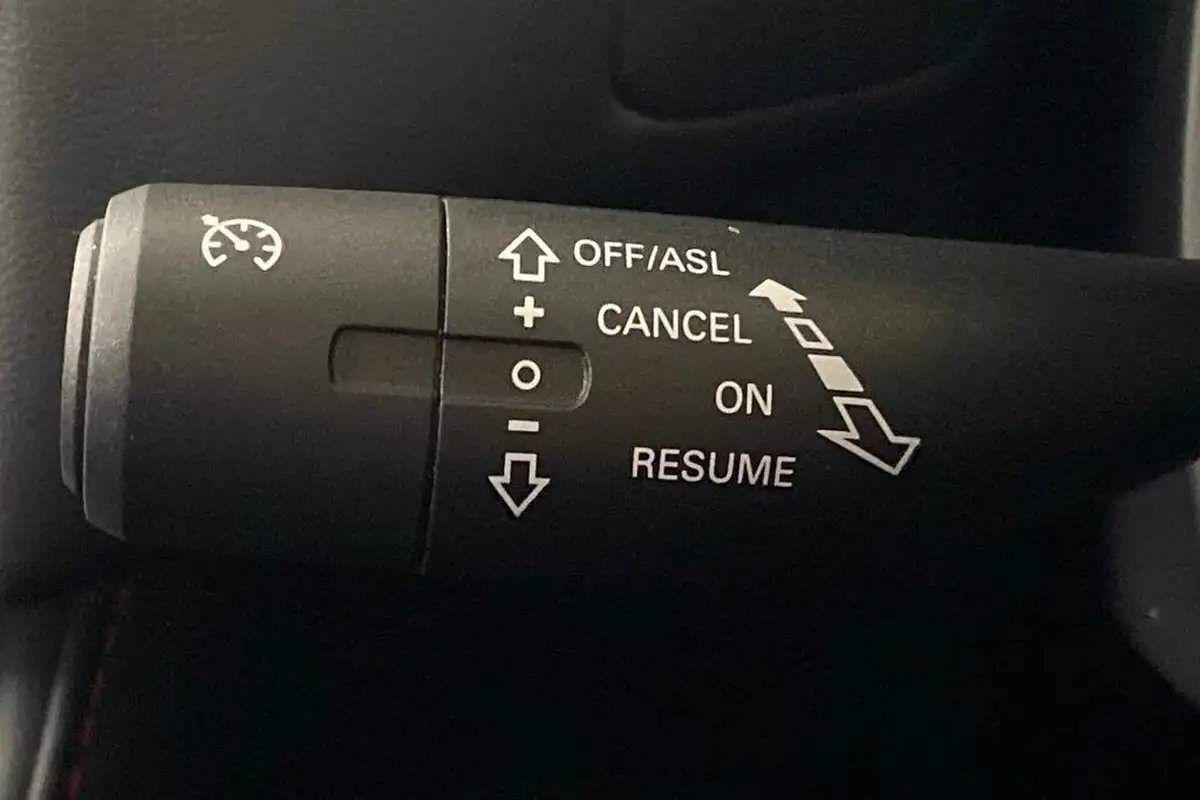 OFF/ASL
+
CANCEL
O
ON
-
RESUME